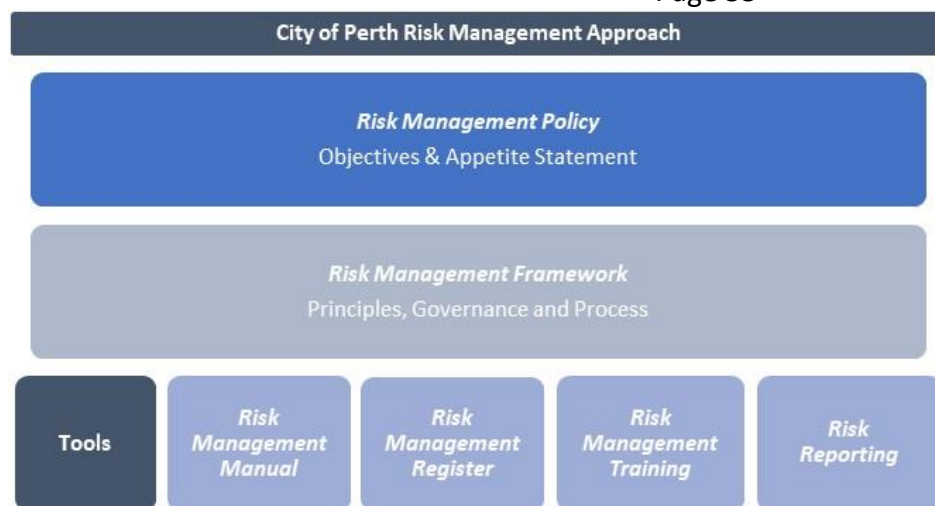 City of Perth Risk Management Approach
Risk Management Policy
Objectives & Appetite Statement
Risk Management Framework
Principles, Governance and Process
Tools
Risk
Management
Manual
Risk
Management
Register
Risk
Management
Training
Risk
Reporting